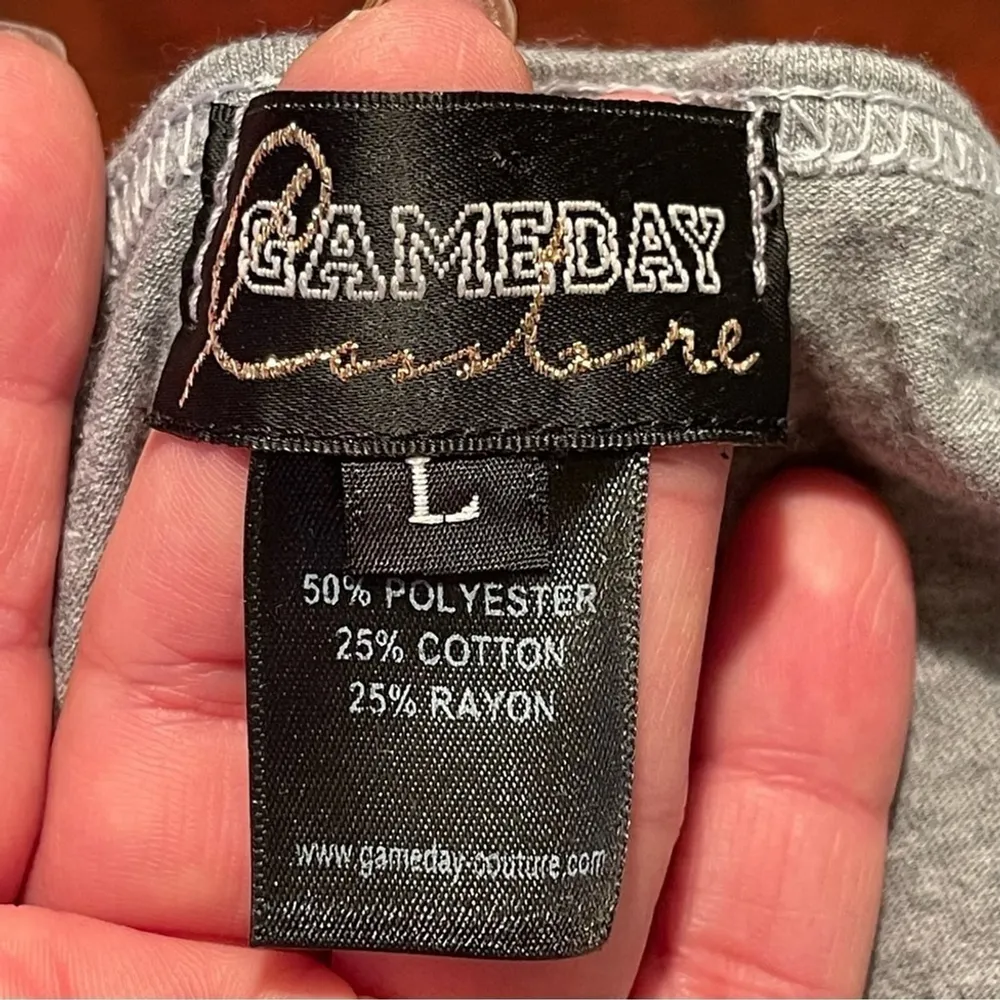 GAMEDAY
Couture
L
50% POLYESTER
25% COTTON
25% RAYON
www.gameday-couture.com